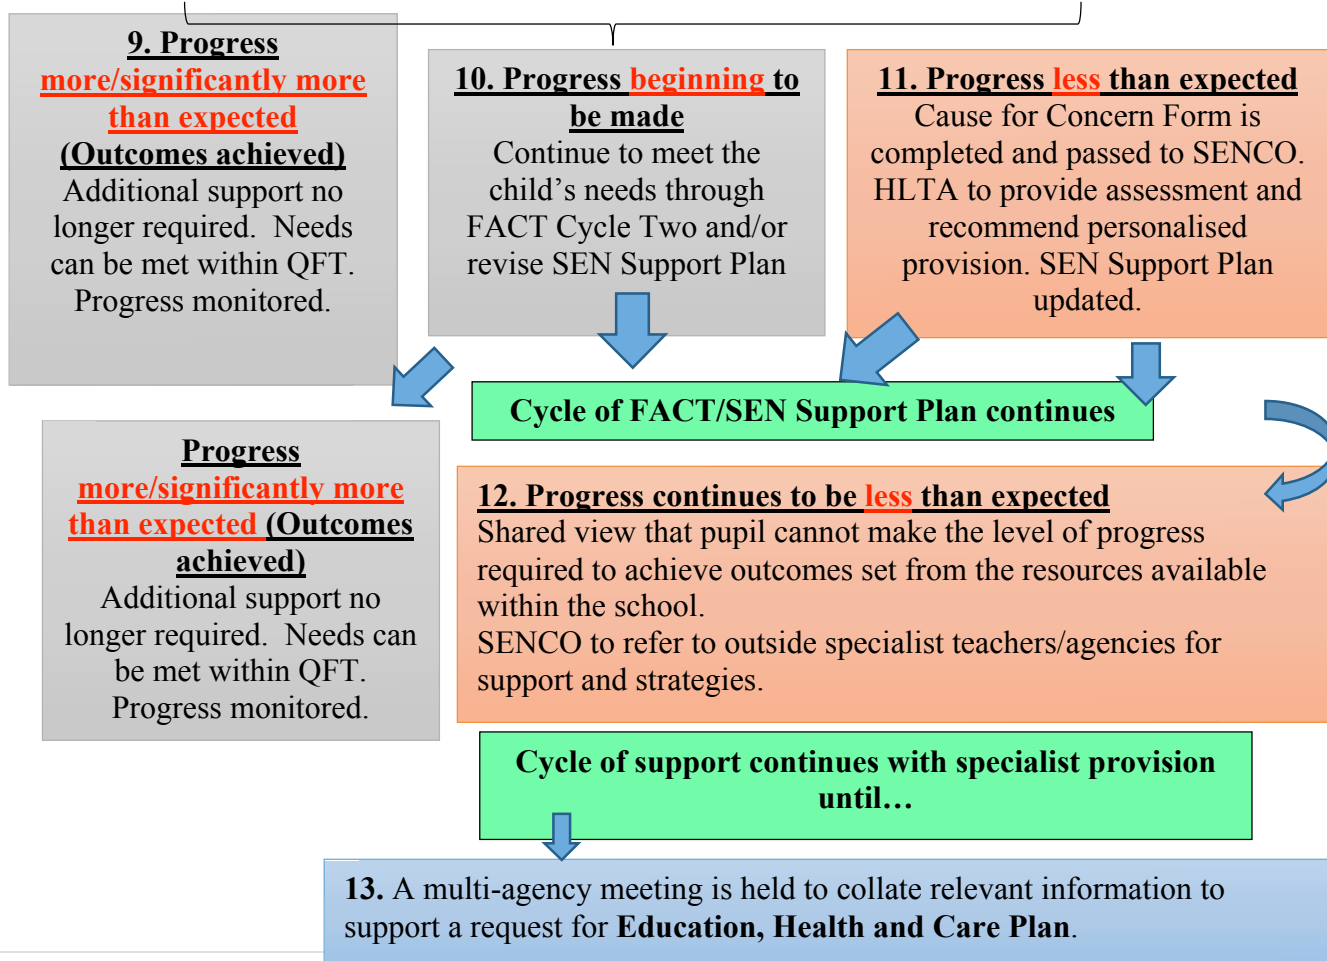 9. Progress
more/significantly more
than expected
(Outcomes achieved)
Additional support no
longer required.  Needs
can be met within QFT.
Progress monitored.
10. Progress beginning to
be made
Continue to meet the
child’s needs through
FACT Cycle Two and/or
revise SEN Support Plan
11. Progress less than expected
Cause for Concern Form is
completed and passed to SENCO.
HLTA to provide assessment and
recommend personalised
provision. SEN Support Plan
updated.
Cycle of FACT/SEN Support Plan continues
Progress
more/significantly more
than expected (Outcomes
achieved)
Additional support no
longer required.  Needs can
be met within QFT.
Progress monitored.
12. Progress continues to be less than expected
Shared view that pupil cannot make the level of progress
required to achieve outcomes set from the resources available
within the school.
SENCO to refer to outside specialist teachers/agencies for
support and strategies.
Cycle of support continues with specialist provision
until…
13. A multi-agency meeting is held to collate relevant information to
support a request for Education, Health and Care Plan.